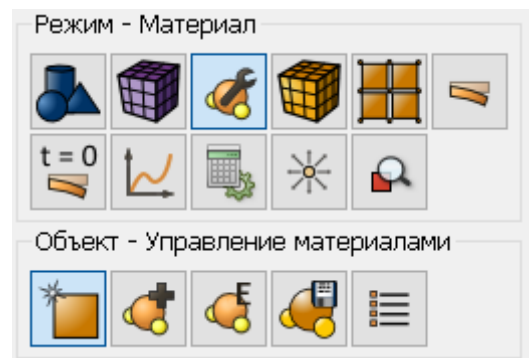 Режим - Материал
t = 0
Объект - Управление материалами
E